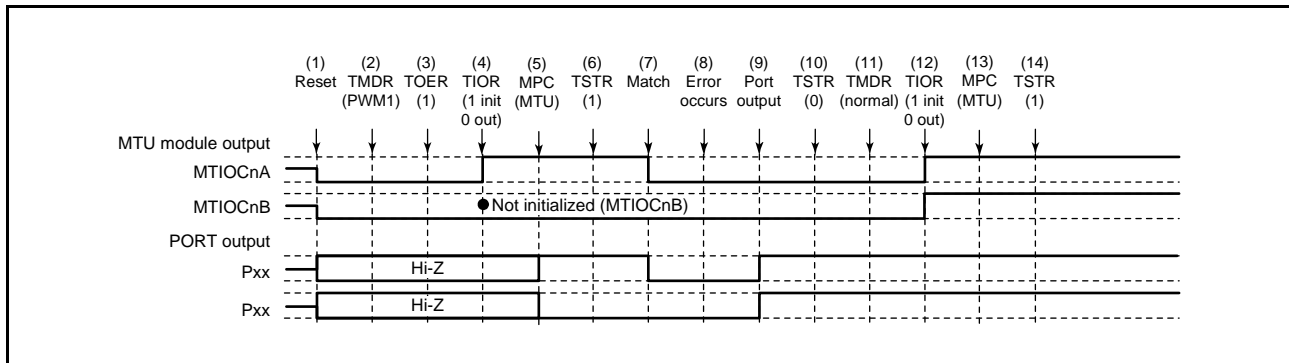 (1) (2) (3) (4) (5) (6) (7) (8) (9) (10) (11) (12) (13) (14)
Reset TMDR TOER TIOR MPC TSTR Match Error Port TSTR TMDR TIOR MPC TSTR
(PWM1) (1) (1 init (MTU) (1) occurs output (0) (normal) (1 init (MTU) (1)
0 out) 0 out)
MTU module output
MTIOCnA
MTIOCnB Not initialized (MTIOCnB)
PORT output
Pxx Hi-Z
Pxx Hi-Z